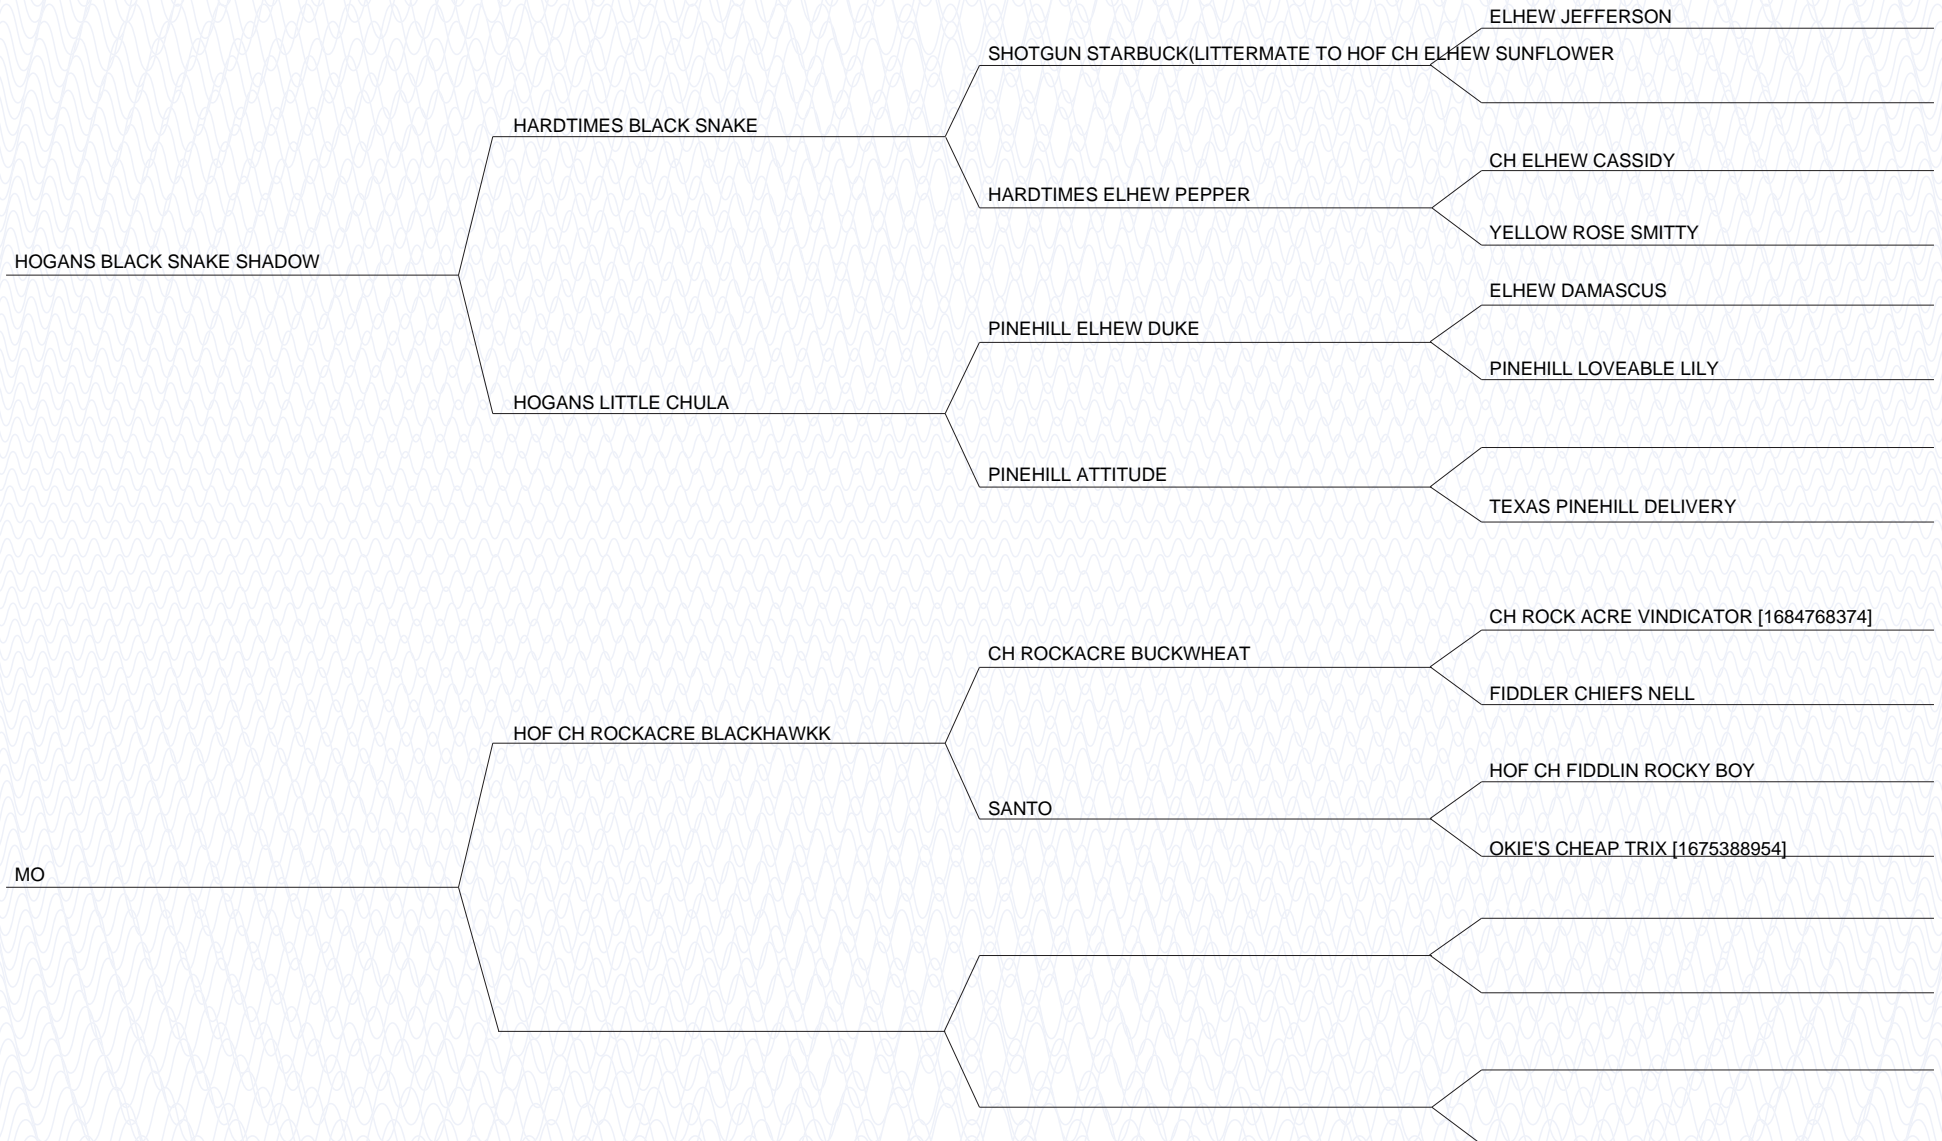 ELHEW JEFFERSON
SHOTGUN STARBUCK(LITTERMATE TO HOF CH ELHEW SUNFLOWER
HARDTIMES BLACK SNAKE
CH ELHEW CASSIDY
HARDTIMES ELHEW PEPPER
YELLOW ROSE SMITTY
HOGANS BLACK SNAKE SHADOW
ELHEW DAMASCUS
PINEHILL ELHEW DUKE
PINEHILL LOVEABLE LILY
HOGANS LITTLE CHULA
PINEHILL ATTITUDE
TEXAS PINEHILL DELIVERY
CH ROCK ACRE VINDICATOR [1684768374]
CH ROCKACRE BUCKWHEAT
FIDDLER CHIEFS NELL
HOF CH ROCKACRE BLACKHAWKK
HOF CH FIDDLIN ROCKY BOY
SANTO
OKIE'S CHEAP TRIX [1675388954]
MO